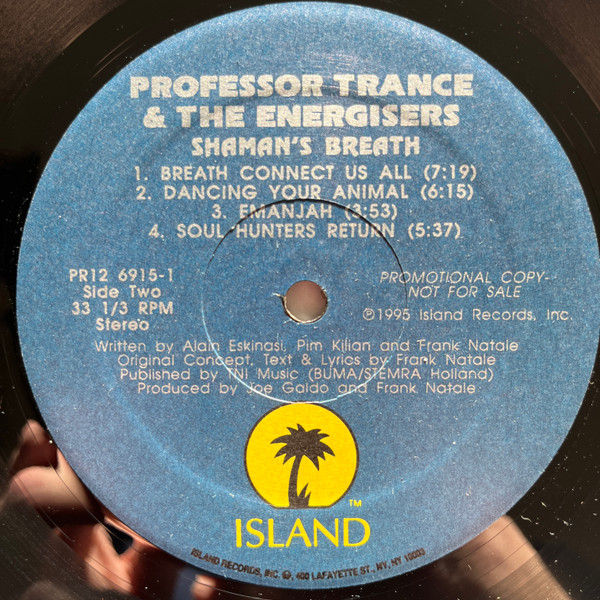 PROFESSOR TRANCE
& THE ENERGISERS
SHAMAN'S BREATH
1. BREATH CONNECT US ALL (7:19)
2. DANCING YOUR ANIMAL (6:15)
3. EMANJAH (3:53)
4. SOUL HUNTERS RETURN (5:37)
PR12 6915-1
Side Two
33 1/3 RPM
Stereo
PROMOTIONAL COPY-
NOT FOR SALE
℗1995 Island Records, Inc.
Written by Alain Eskinasi, Pim Kilian and Frank Natale
Original Concept, Text & Lyrics by Frank Natale
Published by TNI Music (BUMA/STEMRA Holland)
Produced by Joe Galdo and Frank Natale
TM
ISLAND
ISLAND RECORDS, INC. 400 LAFAYETTE ST., NY, NY 10003